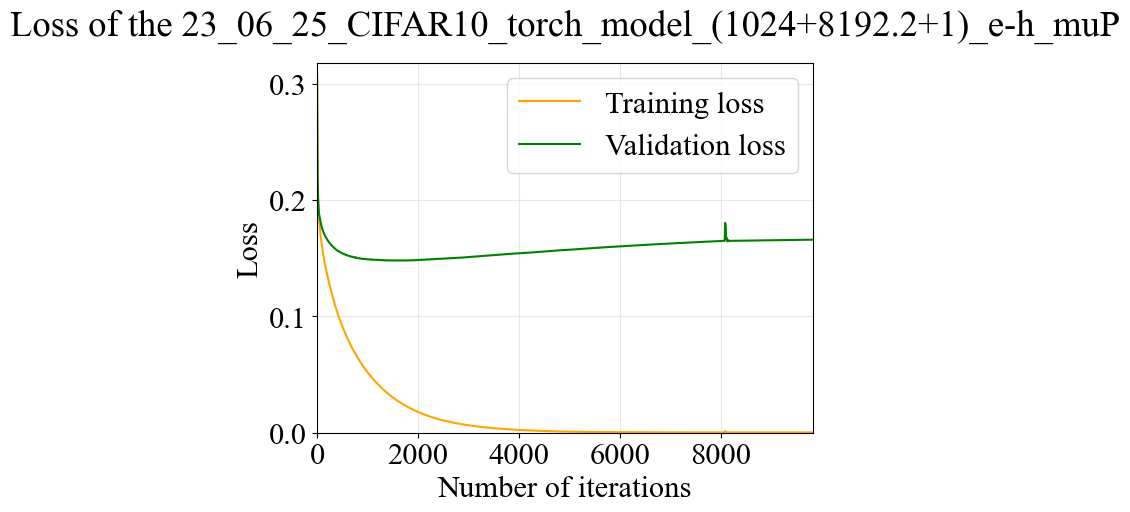 Loss of the 23_06_25_CIFAR10_torch_model_(1024+8192.2+1)_e-h_muP
0.3
0.2
0.1
0.0
Loss
Training loss
Validation loss
0 2000 4000 6000 8000
Number of iterations